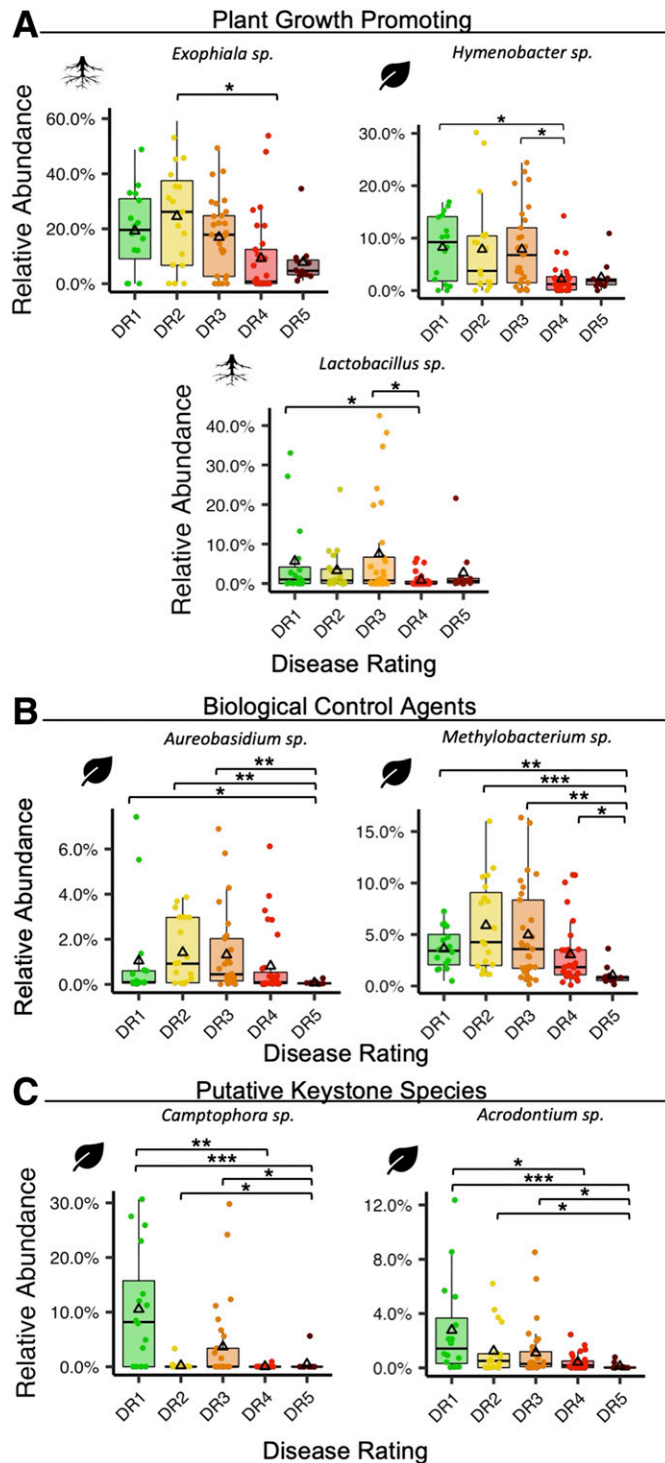 A
Plant Growth Promoting
Exophiala sp.
*
Relative Abundance
60.0%
40.0%
20.0%
0.0%
DR1 DR2 DR3 DR4 DR5
Hymenobacter sp.
*
*
30.0%
20.0%
10.0%
0.0%
DR1 DR2 DR3 DR4 DR5
Lactobacillus sp.
*
*
Relative Abundance
40.0%
30.0%
20.0%
10.0%
0.0%
DR1 DR2 DR3 DR4 DR5
Disease Rating
B
Biological Control Agents
Aureobasidium sp.
**
**
*
Relative Abundance
6.0%
4.0%
2.0%
0.0%
DR1 DR2 DR3 DR4 DR5
Methylobacterium sp.
**
***
**
*
15.0%
10.0%
5.0%
0.0%
DR1 DR2 DR3 DR4 DR5
Disease Rating
C
Putative Keystone Species
Camptophora sp.
**
***
*
*
Relative Abundance
30.0%
20.0%
10.0%
0.0%
DR1 DR2 DR3 DR4 DR5
Acrodontium sp.
*
***
*
*
12.0%
8.0%
4.0%
0.0%
DR1 DR2 DR3 DR4 DR5
Disease Rating